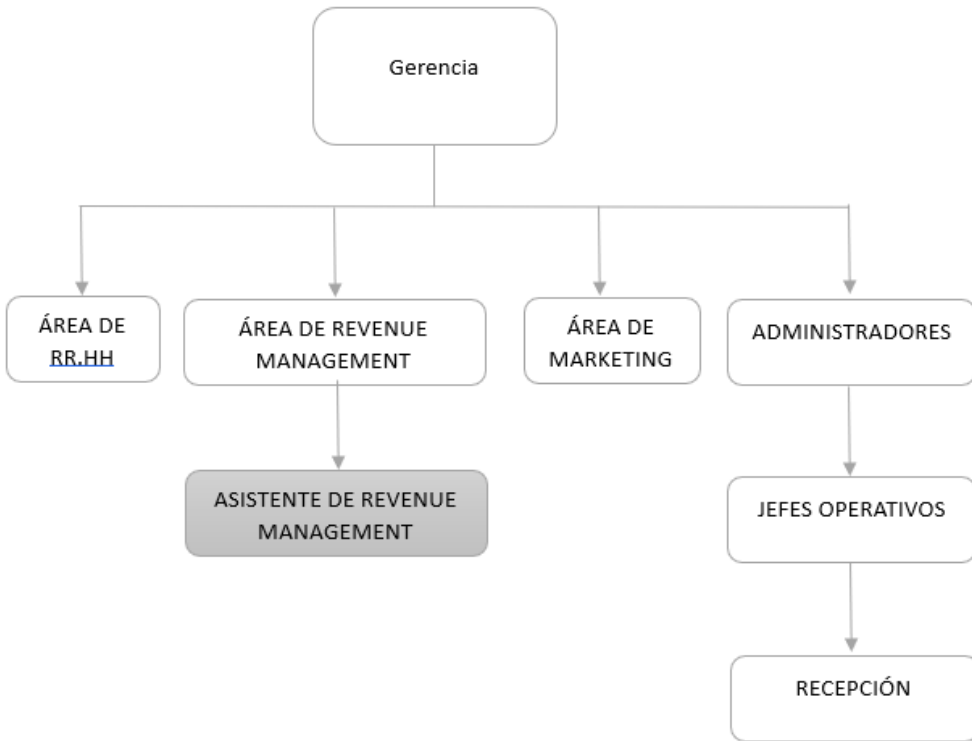 Gerencia
ÁREA DE
RR.HH
ÁREA DE REVENUE
MANAGEMENT
ÁREA DE
MARKETING
ADMINISTRADORES
ASISTENTE DE REVENUE
MANAGEMENT
JEFES OPERATIVOS
RECEPCIÓN